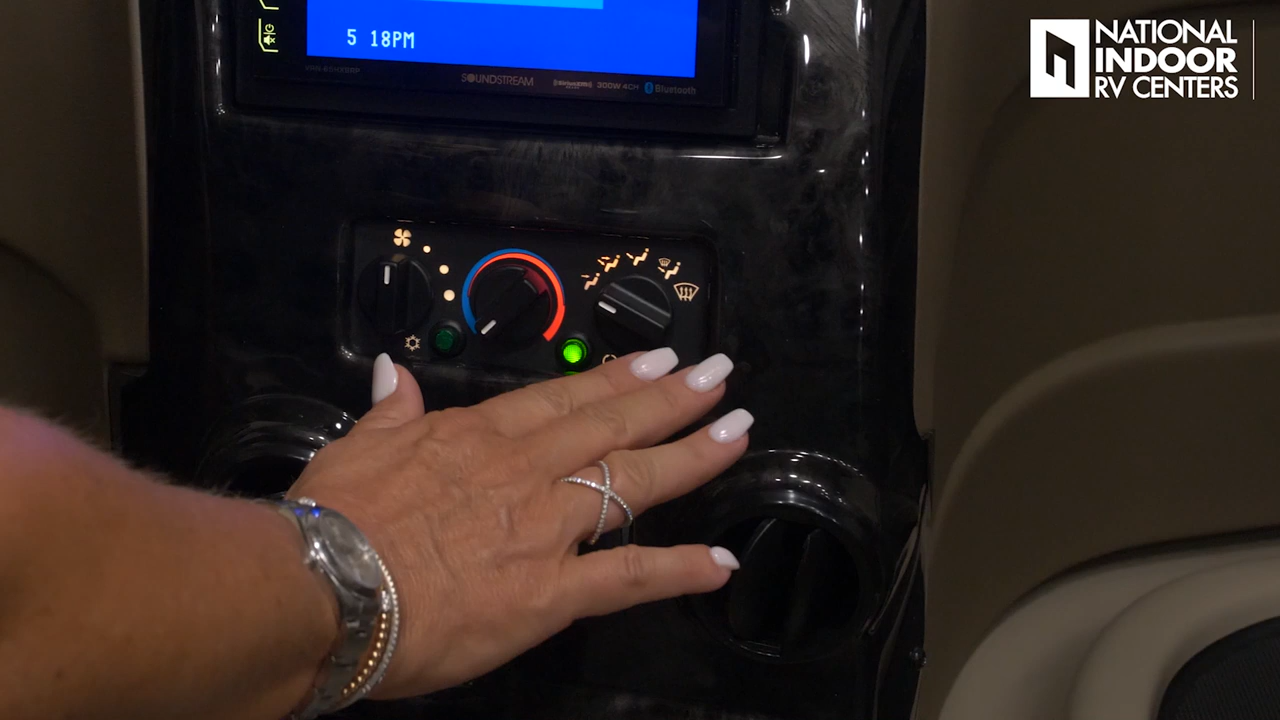 NATIONAL
INDOOR
RV CENTERS
5 18PM
SOUNDSTREAM
300W 4CH
Bluetooth